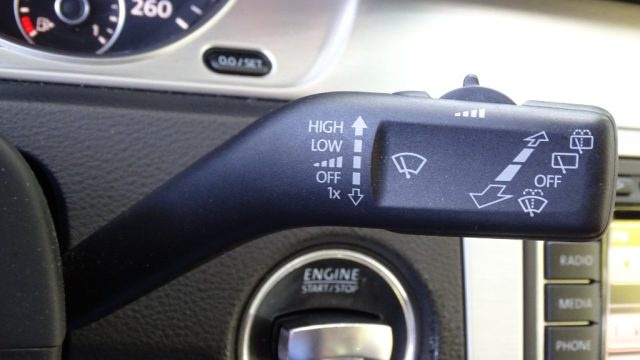 260
0.0 / SET
HIGH
LOW
OFF
1x
OFF
ENGINE
START/STOP
RADIO
MEDIA
PHONE